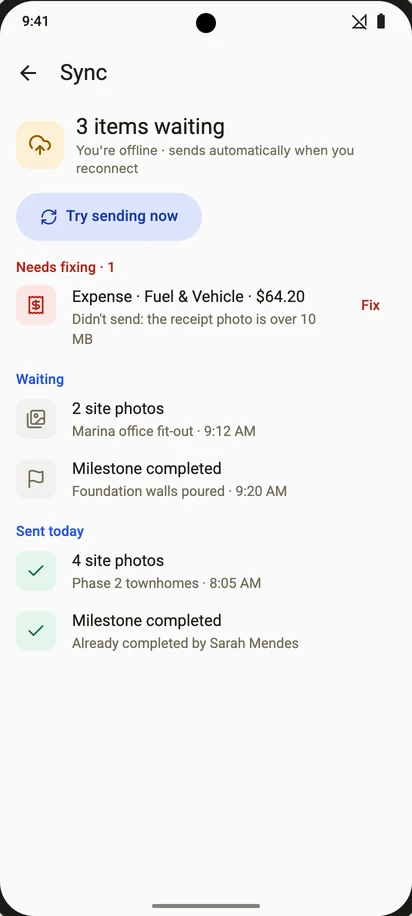 9:41
Sync
3 items waiting
You're offline · sends automatically when you
reconnect
Try sending now
Needs fixing · 1
Expense · Fuel & Vehicle · $64.20
Fix
Didn't send: the receipt photo is over 10
MB
Waiting
2 site photos
Marina office fit-out · 9:12 AM
Milestone completed
Foundation walls poured · 9:20 AM
Sent today
4 site photos
Phase 2 townhomes · 8:05 AM
Milestone completed
Already completed by Sarah Mendes